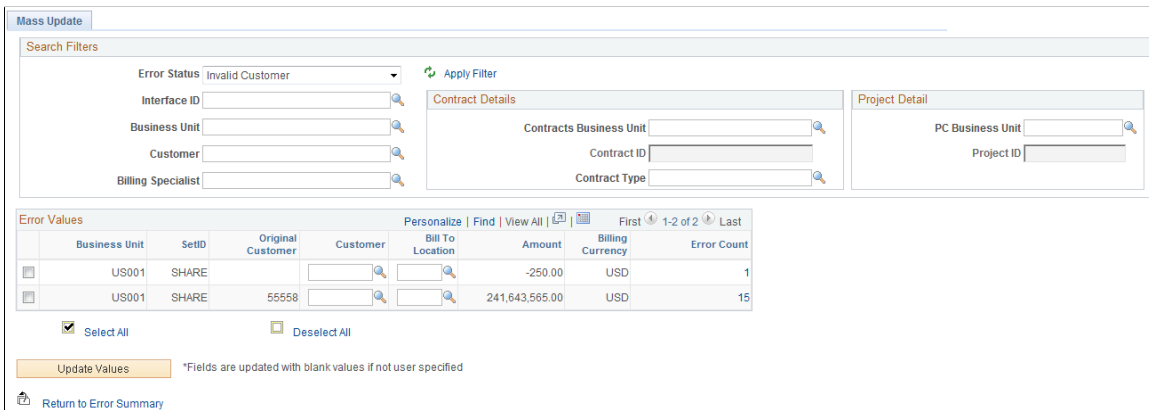 Mass Update
Search Filters
Error Status Invalid Customer
Apply Filter
Interface ID
Business Unit
Customer
Billing Specialist
Contract Details
Contracts Business Unit
Contract ID
Contract Type
Project Detail
PC Business Unit
Project ID
Error Values
Personalize | Find | View All | | First 1-2 of 2 Last
Business Unit SetID Original Customer Customer Bill To Location Amount Billing Currency Error Count
US001 SHARE -250.00 USD 1
US001 SHARE 55558 241,643,565.00 USD 15
Select All Deselect All
Update Values *Fields are updated with blank values if not user specified
Return to Error Summary